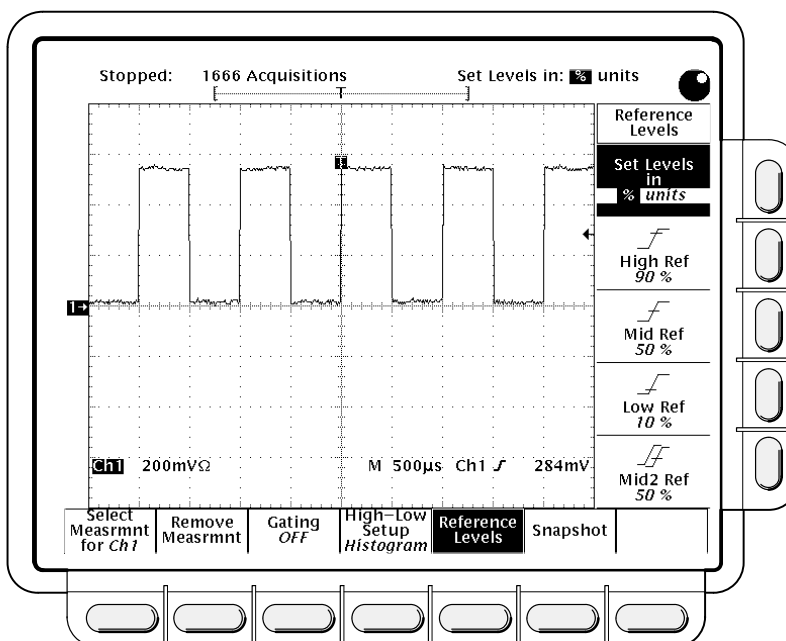 Stopped: 1666 Acquisitions
Set Levels in: % units
T
Reference
Levels
Set Levels
in
% units
High Ref
90 %
Mid Ref
50 %
Low Ref
10 %
Mid2 Ref
50 %
1→
Ch1 200mVΩ M 500µs Ch1 284mV
Select
Measrmnt
for Ch1
Remove
Measrmnt
Gating
OFF
High–Low
Setup
Histogram
Reference
Levels
Snapshot